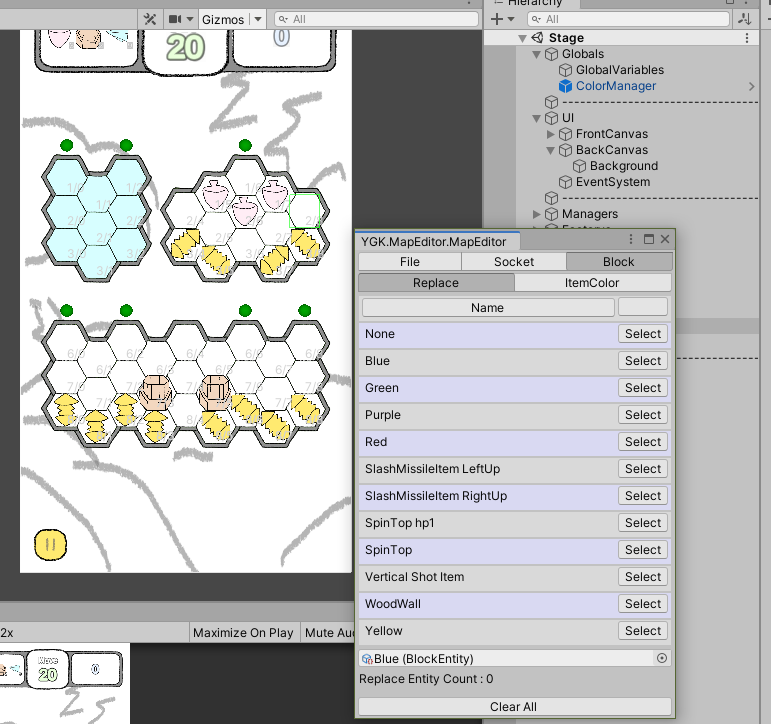 Hierarchy
Gizmos
All
All
Stage
Globals
GlobalVariables
ColorManager
UI
FrontCanvas
BackCanvas
Background
EventSystem
Managers
20
0
YGK.MapEditor.MapEditor
File Socket Block
Replace ItemColor
Name
None Select
Blue Select
Green Select
Purple Select
Red Select
SlashMissileItem LeftUp Select
SlashMissileItem RightUp Select
SpinTop hp1 Select
SpinTop Select
Vertical Shot Item Select
WoodWall Select
Yellow Select
Blue (BlockEntity)
Replace Entity Count : 0
Clear All
2x
Maximize On Play
Mute Au
Move
20
0